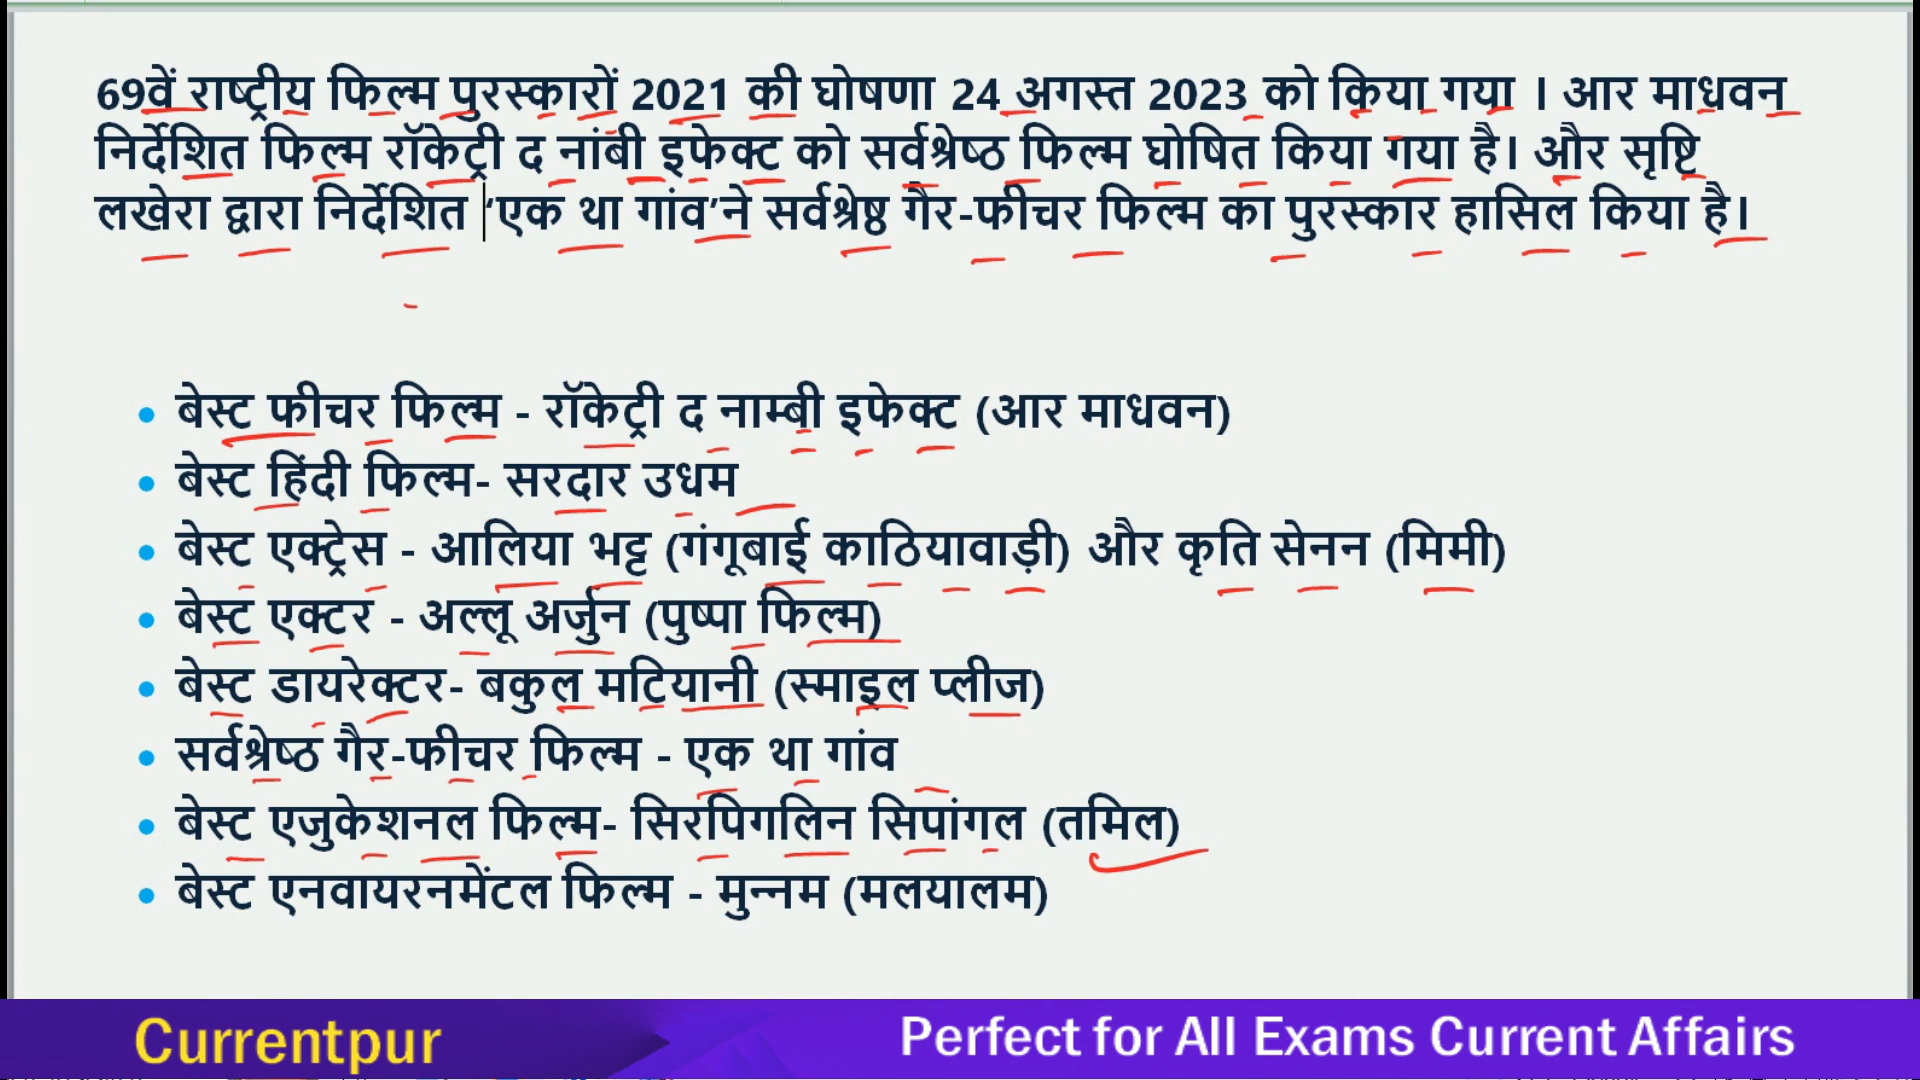 69वें राष्ट्रीय फिल्म पुरस्कारों 2021 की घोषणा 24 अगस्त 2023 को किया गया । आर माधवन
निर्देशित फिल्म रॉकेट्री द नांबी इफेक्ट को सर्वश्रेष्ठ फिल्म घोषित किया गया है। और सृष्टि
लखेरा द्वारा निर्देशित 'एक था गांव'ने सर्वश्रेष्ठ गैर-फीचर फिल्म का पुरस्कार हासिल किया है।
• बेस्ट फीचर फिल्म - रॉकेट्री द नाम्बी इफेक्ट (आर माधवन)
• बेस्ट हिंदी फिल्म- सरदार उधम
• बेस्ट एक्ट्रेस - आलिया भट्ट (गंगूबाई काठियावाड़ी) और कृति सेनन (मिमी)
• बेस्ट एक्टर - अल्लू अर्जुन (पुष्पा फिल्म)
• बेस्ट डायरेक्टर- बकुल मटियानी (स्माइल प्लीज)
• सर्वश्रेष्ठ गैर-फीचर फिल्म - एक था गांव
• बेस्ट एजुकेशनल फिल्म- सिरपिगलिन सिपांगल (तमिल)
• बेस्ट एनवायरनमेंटल फिल्म - मुन्नम (मलयालम)
Currentpur
Perfect for All Exams Current Affairs